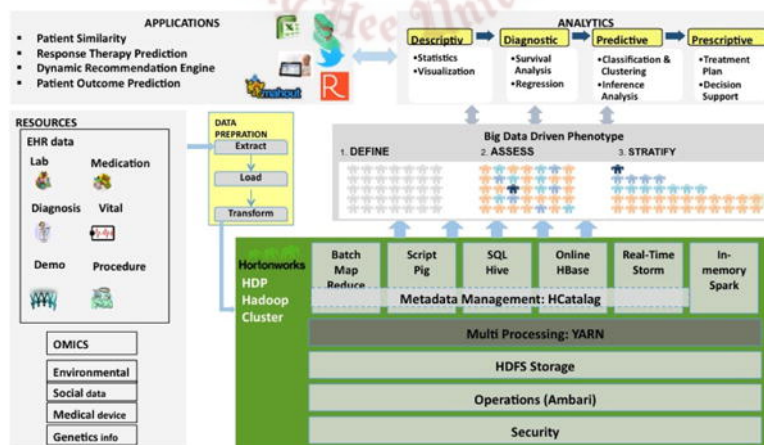 Hee Univ
APPLICATIONS
Patient Similarity
Response Therapy Prediction
Dynamic Recommendation Engine
Patient Outcome Prediction
mahout
R
ANALYTICS
Descriptiv
Diagnostic
Predictive
Prescriptive
•Statistics
•Visualization
•Survival
Analysis
•Regression
•Classification &
Clustering
•Inference
Analysis
•Treatment
Plan
•Decision
Support
RESOURCES
EHR data
Lab
Medication
Diagnosis
Vital
Demo
Procedure
OMICS
Environmental
Social data
Medical device
Genetics info
DATA
PREPRATION
Extract
Load
Transform
Big Data Driven Phenotype
1. DEFINE
2. ASSESS
3. STRATIFY
Hortonworks
HDP
Hadoop
Cluster
Batch
Map
Reduce
Script
Pig
SQL
Hive
Online
HBase
Real-Time
Storm
In-
memory
Spark
Metadata Management: HCatalag
Multi Processing: YARN
HDFS Storage
Operations (Ambari)
Security